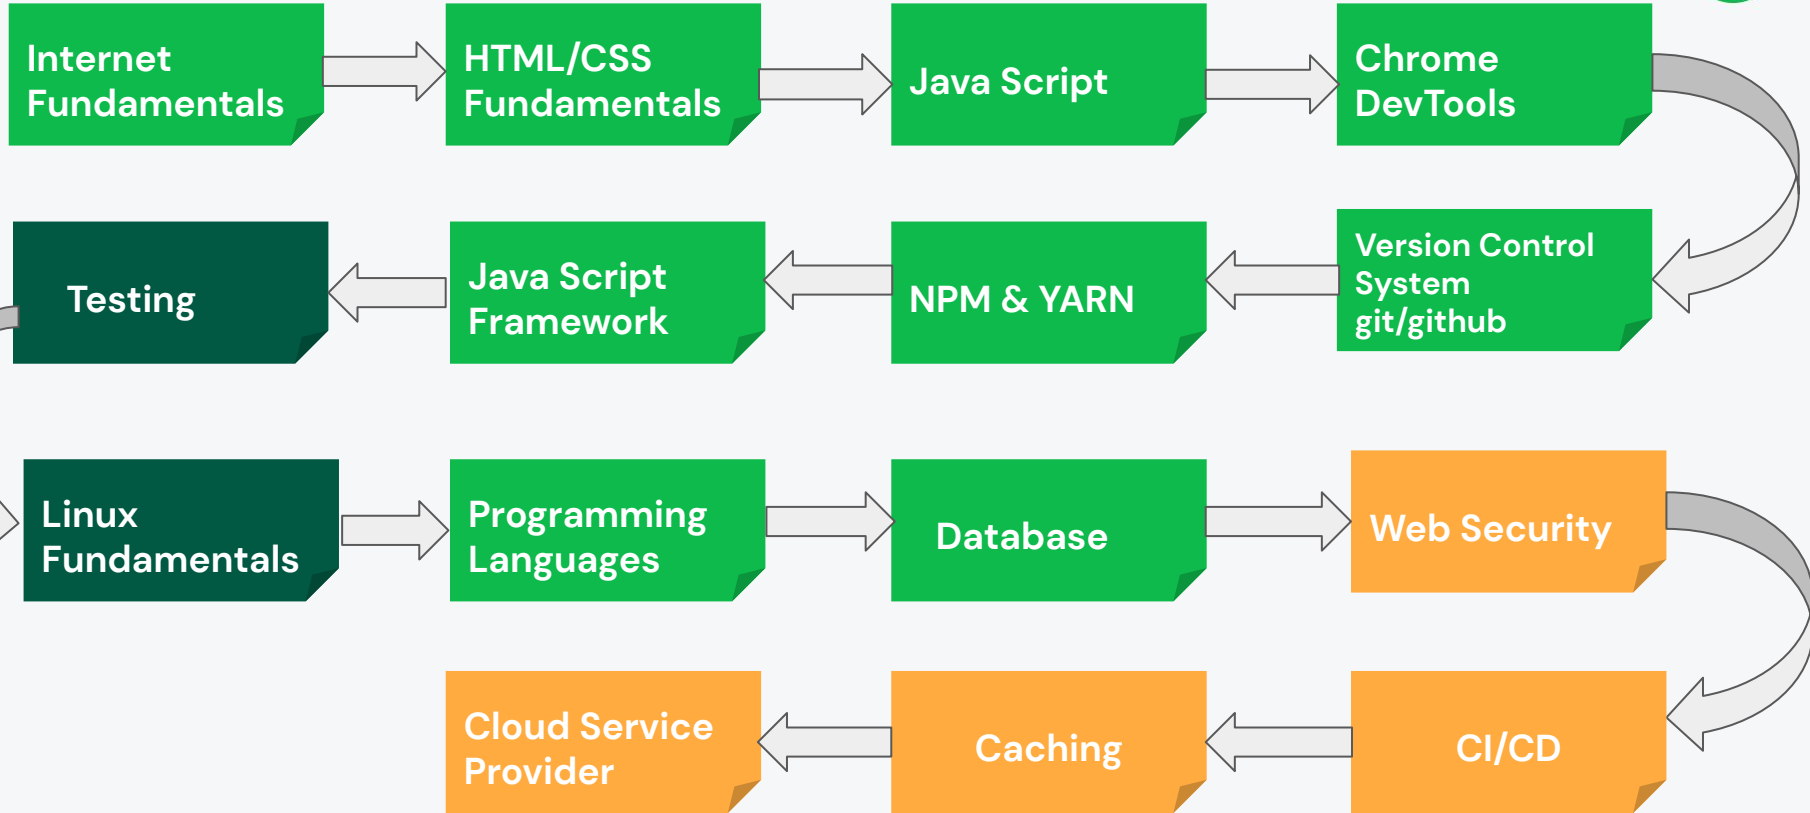 Internet
Fundamentals
HTML/CSS
Fundamentals
Java Script
Chrome
DevTools
Version Control
System
git/github
NPM & YARN
Java Script
Framework
Testing
Linux
Fundamentals
Programming
Languages
Database
Web Security
CI/CD
Caching
Cloud Service
Provider